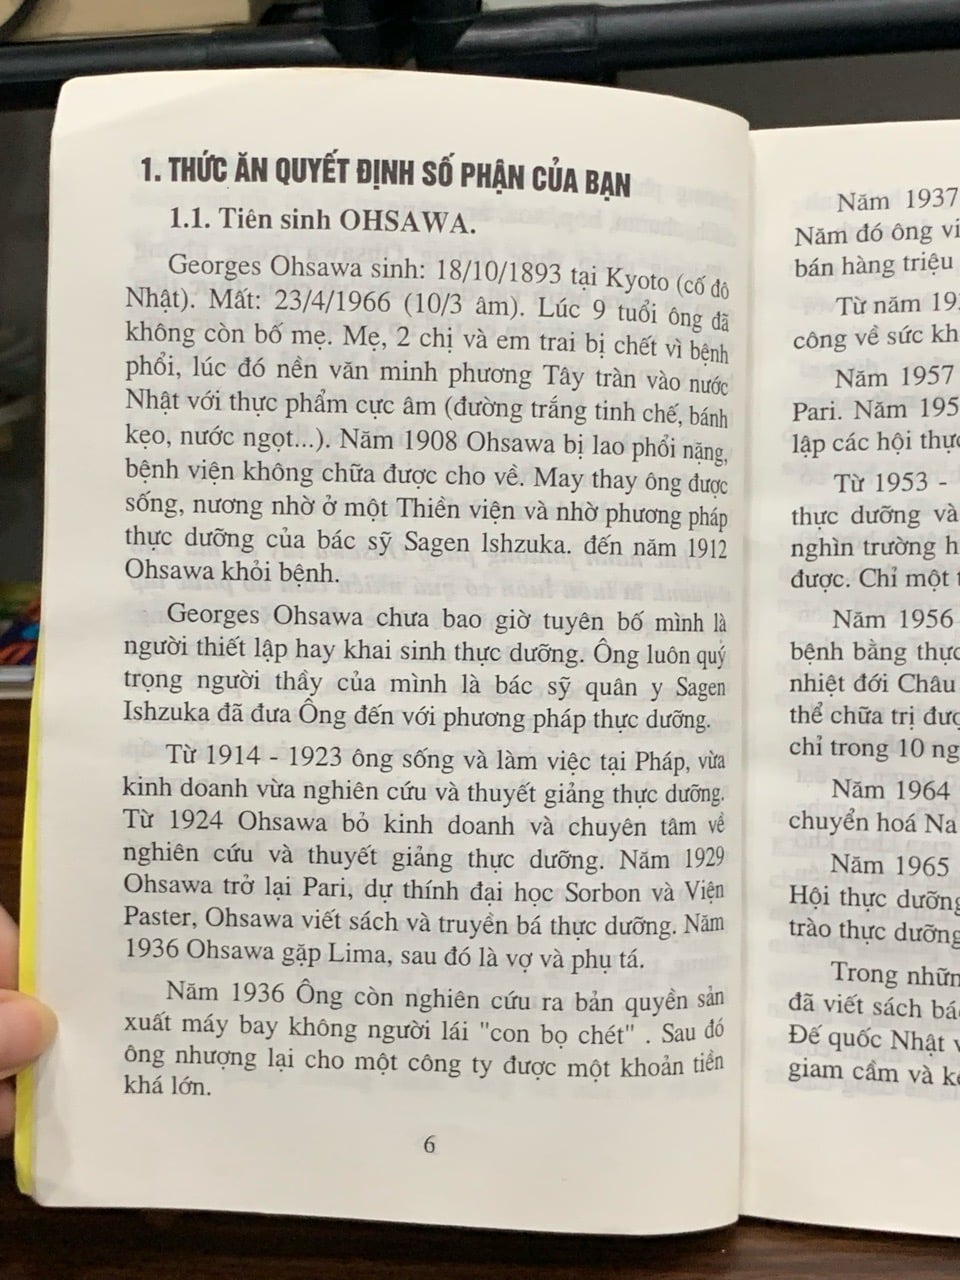 1. THỨC ĂN QUYẾT ĐỊNH SỐ PHẬN CỦA BẠN
1.1. Tiên sinh OHSAWA.
Georges Ohsawa sinh: 18/10/1893 tại Kyoto (cố đô
Nhật). Mất: 23/4/1966 (10/3 âm). Lúc 9 tuổi ông đã
không còn bố mẹ. Mẹ, 2 chị và em trai bị chết vì bệnh
phổi, lúc đó nền văn minh phương Tây tràn vào nước
Nhật với thực phẩm cực âm (đường trắng tinh chế, bánh
kẹo, nước ngọt...). Năm 1908 Ohsawa bị lao phổi nặng,
bệnh viện không chữa được cho về. May thay ông được
sống, nương nhờ ở một Thiền viện và nhờ phương pháp
thực dưỡng của bác sỹ Sagen lshzuka. đến năm 1912
Ohsawa khỏi bệnh.
Georges Ohsawa chưa bao giờ tuyên bố mình là
người thiết lập hay khai sinh thực dưỡng. Ông luôn quý
trọng người thầy của mình là bác sỹ quân y Sagen
Ishzuka đã đưa Ông đến với phương pháp thực dưỡng.
Từ 1914 - 1923 ông sống và làm việc tại Pháp, vừa
kinh doanh vừa nghiên cứu và thuyết giảng thực dưỡng.
Từ 1924 Ohsawa bỏ kinh doanh và chuyên tâm về
nghiên cứu và thuyết giảng thực dưỡng. Năm 1929
Ohsawa trở lại Pari, dự thính đại học Sorbon và Viện
Paster, Ohsawa viết sách và truyền bá thực dưỡng. Năm
1936 Ohsawa gặp Lima, sau đó là vợ và phụ tá.
Năm 1936 Ông còn nghiên cứu ra bản quyền sản
xuất máy bay không người lái "con bọ chét" . Sau đó
ông nhượng lại cho một công ty được một khoản tiền
khá lớn.
6
Năm 1937
Năm đó ông vi
bán hàng triệu
Từ năm 19
công về sức kh
Năm 1957
Pari. Năm 195
lập các hội thực
Từ 1953 -
thực dưỡng và
nghìn trường h
được. Chỉ một
Năm 1956
bệnh bằng thực
nhiệt đới Châu
thể chữa trị đượ
chỉ trong 10 ng
Năm 1964
chuyển hoá Na
Năm 1965
Hội thực dưỡng
trào thực dưỡng
Trong nhữn
đã viết sách bá
Đế quốc Nhật v
giam cầm và k